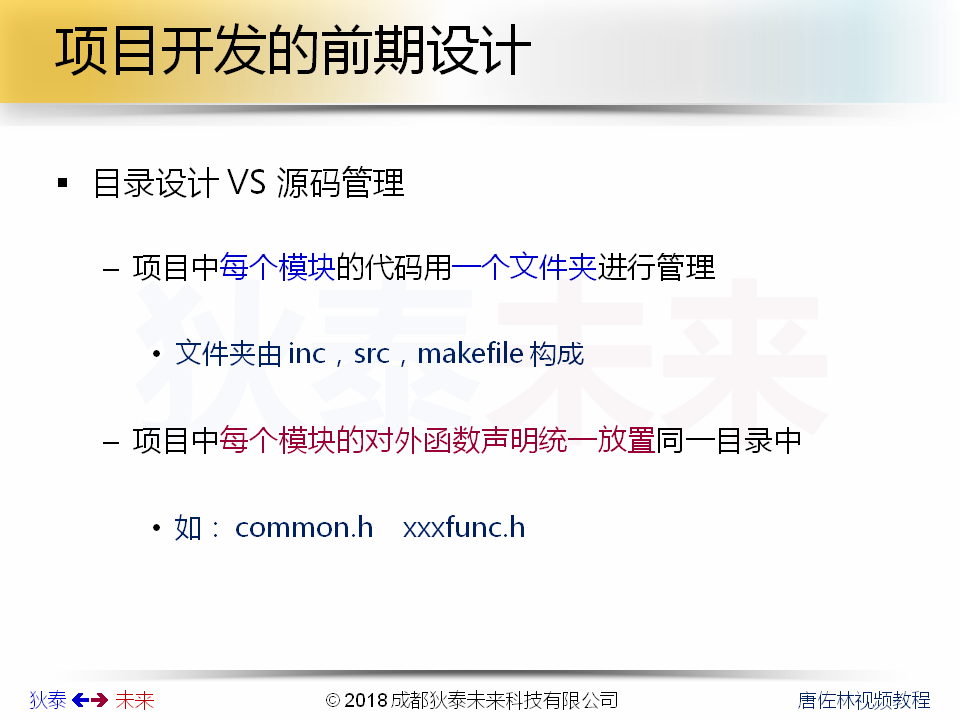 项目开发的前期设计
▪ 目录设计 VS 源码管理
– 项目中每个模块的代码用一个文件夹进行管理
• 文件夹由 inc，src，makefile 构成
– 项目中每个模块的对外函数声明统一放置同一目录中
• 如： common.h xxxfunc.h
狄泰未来
狄泰 未来 © 2018 成都狄泰未来科技有限公司 唐佐林视频教程